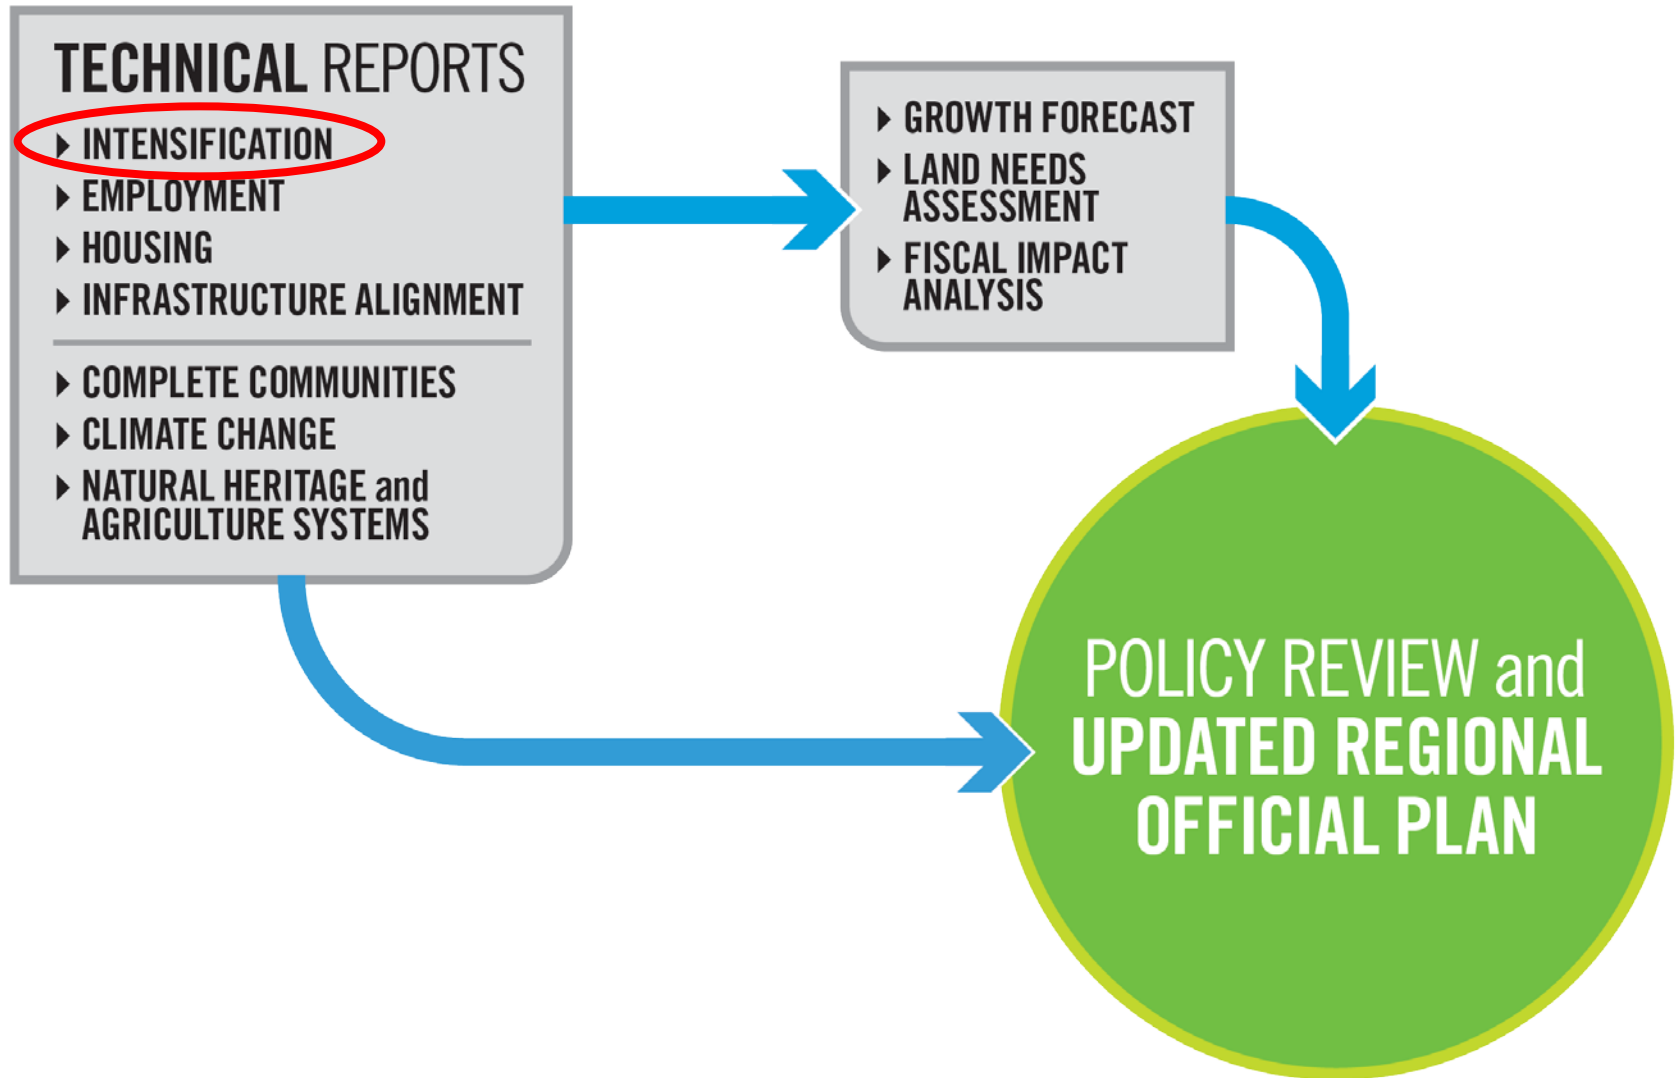 TECHNICAL REPORTS
INTENSIFICATION
EMPLOYMENT
HOUSING
INFRASTRUCTURE ALIGNMENT
COMPLETE COMMUNITIES
CLIMATE CHANGE
NATURAL HERITAGE and
AGRICULTURE SYSTEMS
GROWTH FORECAST
LAND NEEDS
ASSESSMENT
FISCAL IMPACT
ANALYSIS
POLICY REVIEW and
UPDATED REGIONAL
OFFICIAL PLAN